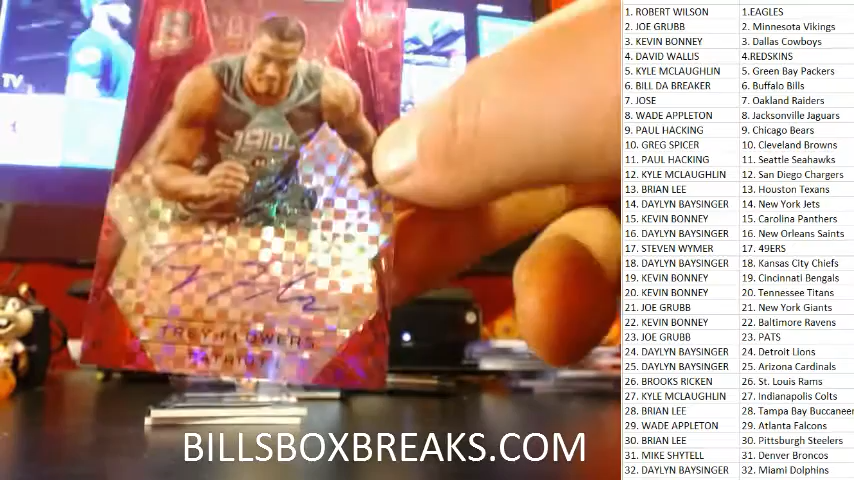 TV
TREY FLOWERS
PATRIOTS
BILLSBOXBREAKS.COM
1. ROBERT WILSON 1.EAGLES
2. JOE GRUBB 2. Minnesota Vikings
3. KEVIN BONNEY 3. Dallas Cowboys
4. DAVID WALLIS 4.REDSKINS
5. KYLE MCLAUGHLIN 5. Green Bay Packers
6. BILL DA BREAKER 6. Buffalo Bills
7. JOSE 7. Oakland Raiders
8. WADE APPLETON 8. Jacksonville Jaguars
9. PAUL HACKING 9. Chicago Bears
10. GREG SPICER 10. Cleveland Browns
11. PAUL HACKING 11. Seattle Seahawks
12. KYLE MCLAUGHLIN 12. San Diego Chargers
13. BRIAN LEE 13. Houston Texans
14. DAYLYN BAYSINGER 14. New York Jets
15. KEVIN BONNEY 15. Carolina Panthers
16. DAYLYN BAYSINGER 16. New Orleans Saints
17. STEVEN WYMER 17. 49ERS
18. DAYLYN BAYSINGER 18. Kansas City Chiefs
19. KEVIN BONNEY 19. Cincinnati Bengals
20. KEVIN BONNEY 20. Tennessee Titans
21. JOE GRUBB 21. New York Giants
22. KEVIN BONNEY 22. Baltimore Ravens
23. JOE GRUBB 23. PATS
24. DAYLYN BAYSINGER 24. Detroit Lions
25. DAYLYN BAYSINGER 25. Arizona Cardinals
26. BROOKS RICKEN 26. St. Louis Rams
27. KYLE MCLAUGHLIN 27. Indianapolis Colts
28. BRIAN LEE 28. Tampa Bay Buccaneer
29. WADE APPLETON 29. Atlanta Falcons
30. BRIAN LEE 30. Pittsburgh Steelers
31. MIKE SHYTELL 31. Denver Broncos
32. DAYLYN BAYSINGER 32. Miami Dolphins